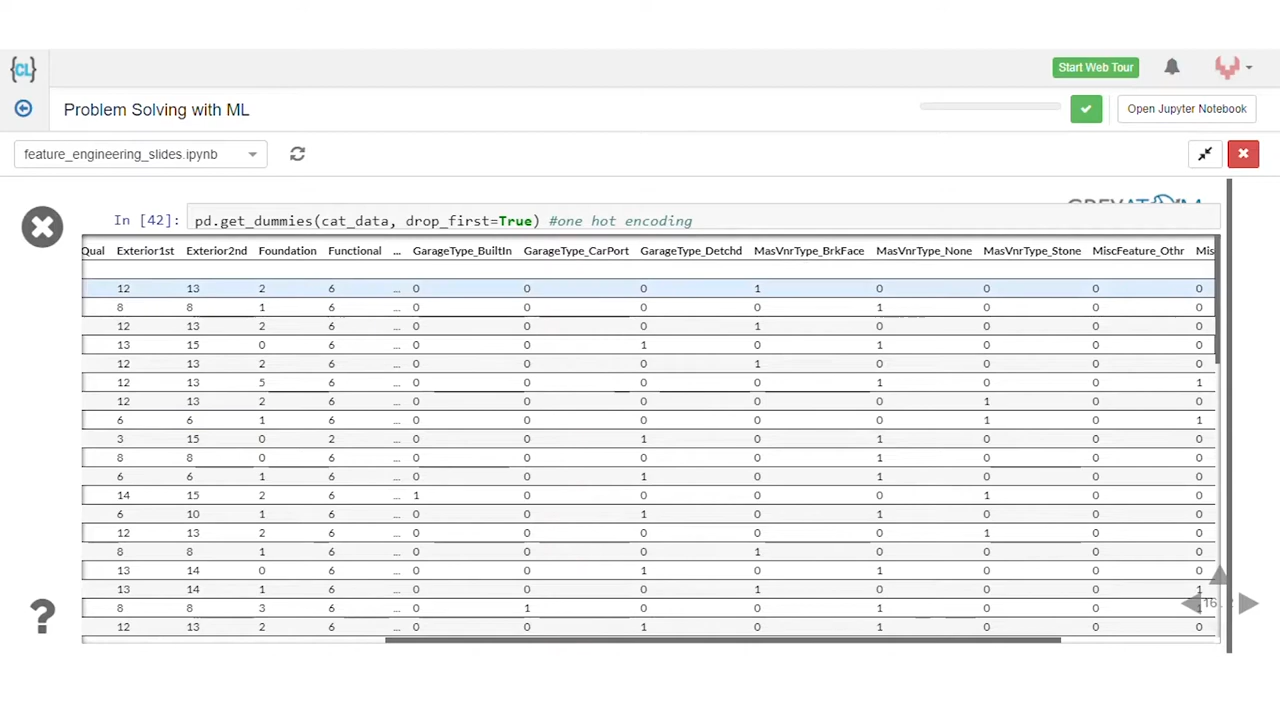 {CL}
Start Web Tour
Problem Solving with ML
Open Jupyter Notebook
feature_engineering_slides.ipynb
In [42]: pd.get_dummies(cat_data, drop_first=True) #one hot encoding
Qual Exterior1st Exterior2nd Foundation Functional ... GarageType_BuiltIn GarageType_CarPort GarageType_Detchd MasVnrType_BrkFace MasVnrType_None MasVnrType_Stone MiscFeature_Othr Mis
12 13 2 6 ... 0 0 0 1 0 0 0 0
8 8 1 6 ... 0 0 0 0 1 0 0 0
12 13 2 6 ... 0 0 0 1 0 0 0 0
13 15 0 6 ... 0 0 1 0 1 0 0 0
12 13 2 6 ... 0 0 0 1 0 0 0 0
12 13 5 6 ... 0 0 0 0 1 0 0 1
12 13 2 6 ... 0 0 0 0 0 1 0 0
6 6 1 6 ... 0 0 0 0 0 1 0 1
3 15 0 2 ... 0 0 1 0 1 0 0 0
8 8 0 6 ... 0 0 0 0 1 0 0 0
6 6 1 6 ... 0 0 1 0 1 0 0 0
14 15 2 6 ... 1 0 0 0 0 1 0 0
6 10 1 6 ... 0 0 1 0 1 0 0 0
12 13 2 6 ... 0 0 0 0 0 1 0 0
8 8 1 6 ... 0 0 0 1 0 0 0 0
13 14 0 6 ... 0 0 1 0 1 0 0 0
13 14 1 6 ... 0 0 0 1 0 0 0 1
8 8 3 6 ... 0 1 0 0 1 0 0
12 13 2 6 ... 0 0 1 0 1 0 0 0